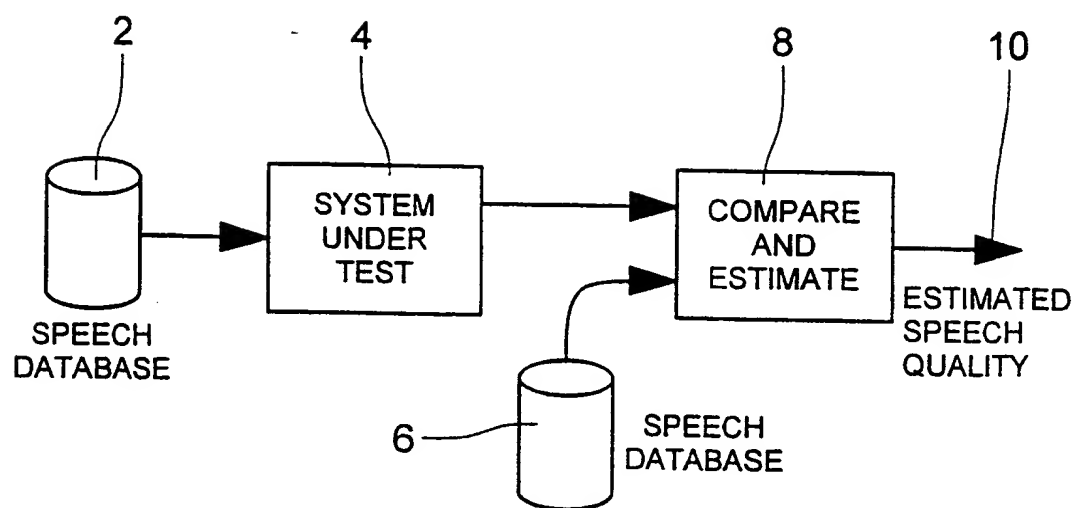 2
4
8
10
SYSTEM
UNDER
TEST
COMPARE
AND
ESTIMATE
SPEECH
DATABASE
ESTIMATED
SPEECH
QUALITY
6
SPEECH
DATABASE